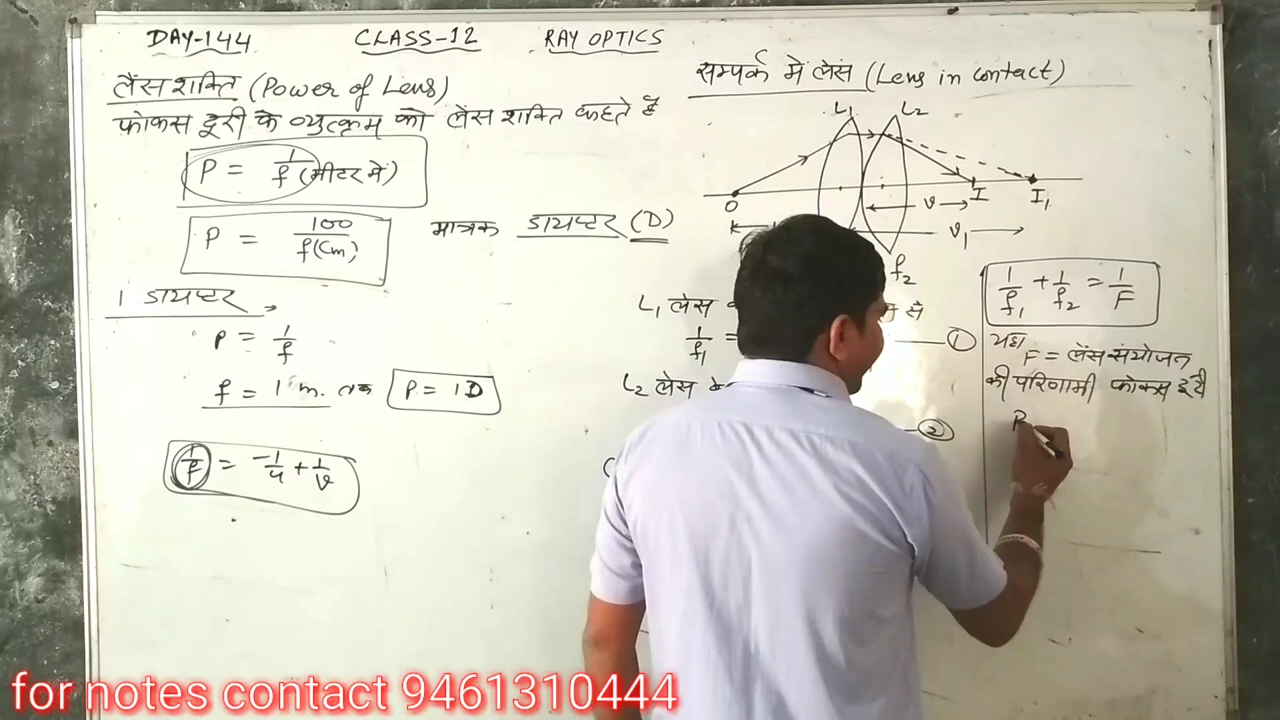 DAY-144 CLASS-12 RAY OPTICS
लैंस शक्ति (Power of Lens)
फोकस दूरी के व्युत्क्रम को लैंस शक्ति कहते है
P = 1/f (मीटर में)
P = 100/f(cm)
मात्रक डायप्टर (D)
1 डायप्टर →
P = 1/f
f = 1 m. तक P = 1D
1/f = -1/u + 1/v
सम्पर्क में लेंस (Lens in contact)
L₁ L₂
O I I₁
v
v₁
f₂
L₁ लेंस
1/f₁ = ①
L₂ लेंस
②
1/f₁ + 1/f₂ = 1/F
यहा
F = लैंस संयोजन
की परिणामी फोकस दूरी
P
for notes contact 9461310444